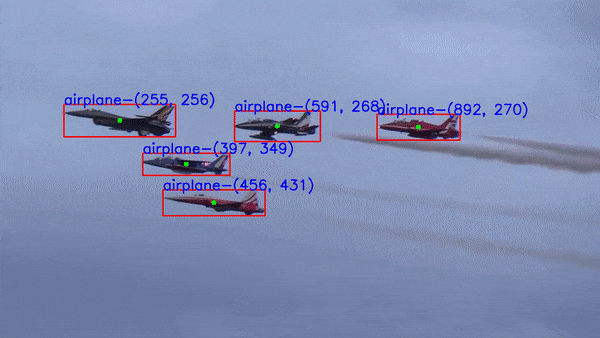 airplane-(255, 256)
airplane-(591, 268)
airplane-(892, 270)
airplane-(397, 349)
airplane-(456, 431)